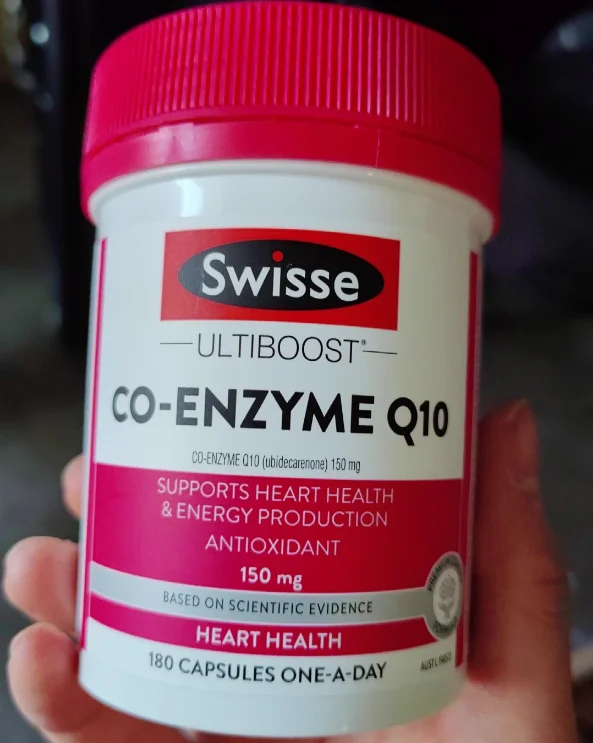 Swisse
ULTIBOOST®
CO-ENZYME Q10
CO-ENZYME Q10 (ubidecarenone) 150 mg
SUPPORTS HEART HEALTH
& ENERGY PRODUCTION
ANTIOXIDANT
150 mg
BASED ON SCIENTIFIC EVIDENCE
HEART HEALTH
180 CAPSULES ONE-A-DAY
AUST L